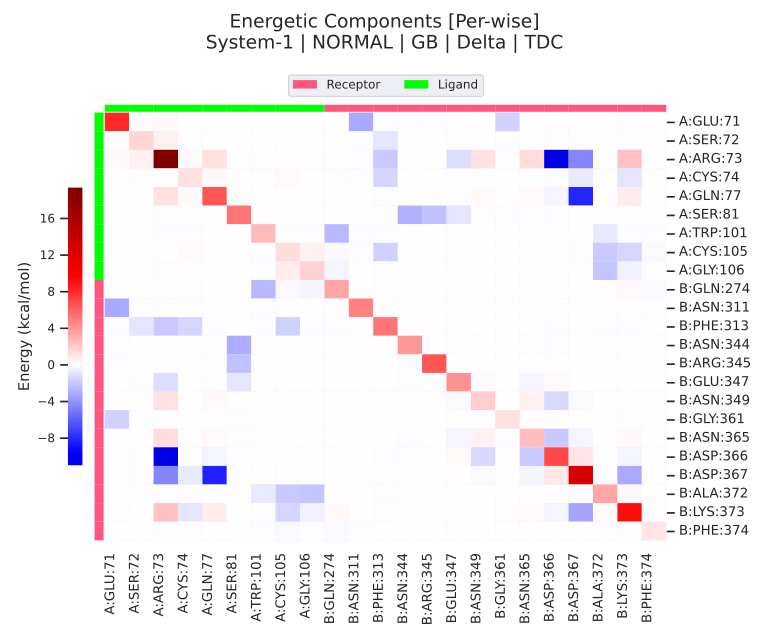 Energetic Components [Per-wise]
System-1 | NORMAL | GB | Delta | TDC
Receptor
Ligand
A:GLU:71
A:SER:72
A:ARG:73
A:CYS:74
A:GLN:77
A:SER:81
A:TRP:101
A:CYS:105
A:GLY:106
B:GLN:274
B:ASN:311
B:PHE:313
B:ASN:344
B:ARG:345
B:GLU:347
B:ASN:349
B:GLY:361
B:ASN:365
B:ASP:366
B:ASP:367
B:ALA:372
B:LYS:373
B:PHE:374
Energy (kcal/mol)
16
12
8
4
0
−4
−8
A:GLU:71
A:SER:72
A:ARG:73
A:CYS:74
A:GLN:77
A:SER:81
A:TRP:101
A:CYS:105
A:GLY:106
B:GLN:274
B:ASN:311
B:PHE:313
B:ASN:344
B:ARG:345
B:GLU:347
B:ASN:349
B:GLY:361
B:ASN:365
B:ASP:366
B:ASP:367
B:ALA:372
B:LYS:373
B:PHE:374